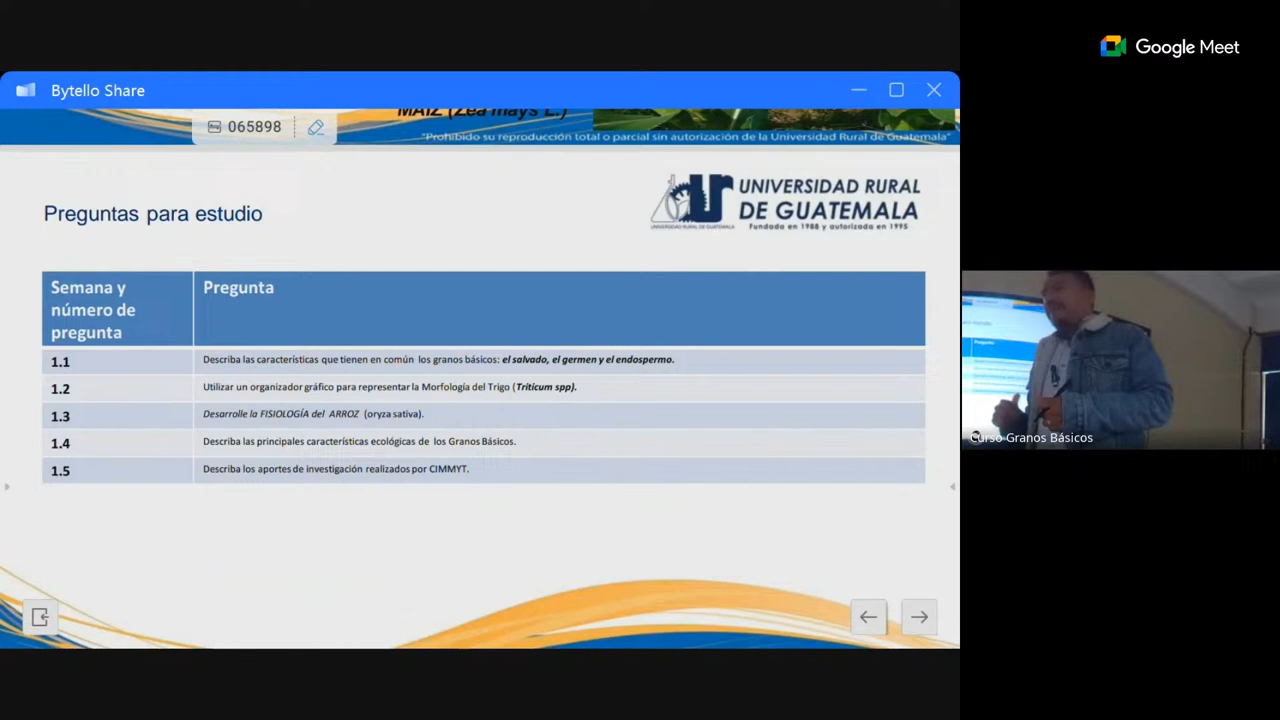 Google Meet
Bytello Share
MAÍZ (Zea mays L.)
065898
"Prohibido su reproducción total o parcial sin autorización de la Universidad Rural de Guatemala"
Preguntas para estudio
UNIVERSIDAD RURAL
DE GUATEMALA
UNIVERSIDAD RURAL DE GUATEMALA
Fundada en 1988 y autorizada en 1995
Semana y número de pregunta
Pregunta
1.1 Describa las características que tienen en común los granos básicos: el salvado, el germen y el endospermo.
1.2 Utilizar un organizador gráfico para representar la Morfología del Trigo (Triticum spp).
1.3 Desarrolle la FISIOLOGÍA del ARROZ (oryza sativa).
1.4 Describa las principales características ecológicas de los Granos Básicos.
1.5 Describa los aportes de investigación realizados por CIMMYT.
Curso Granos Básicos